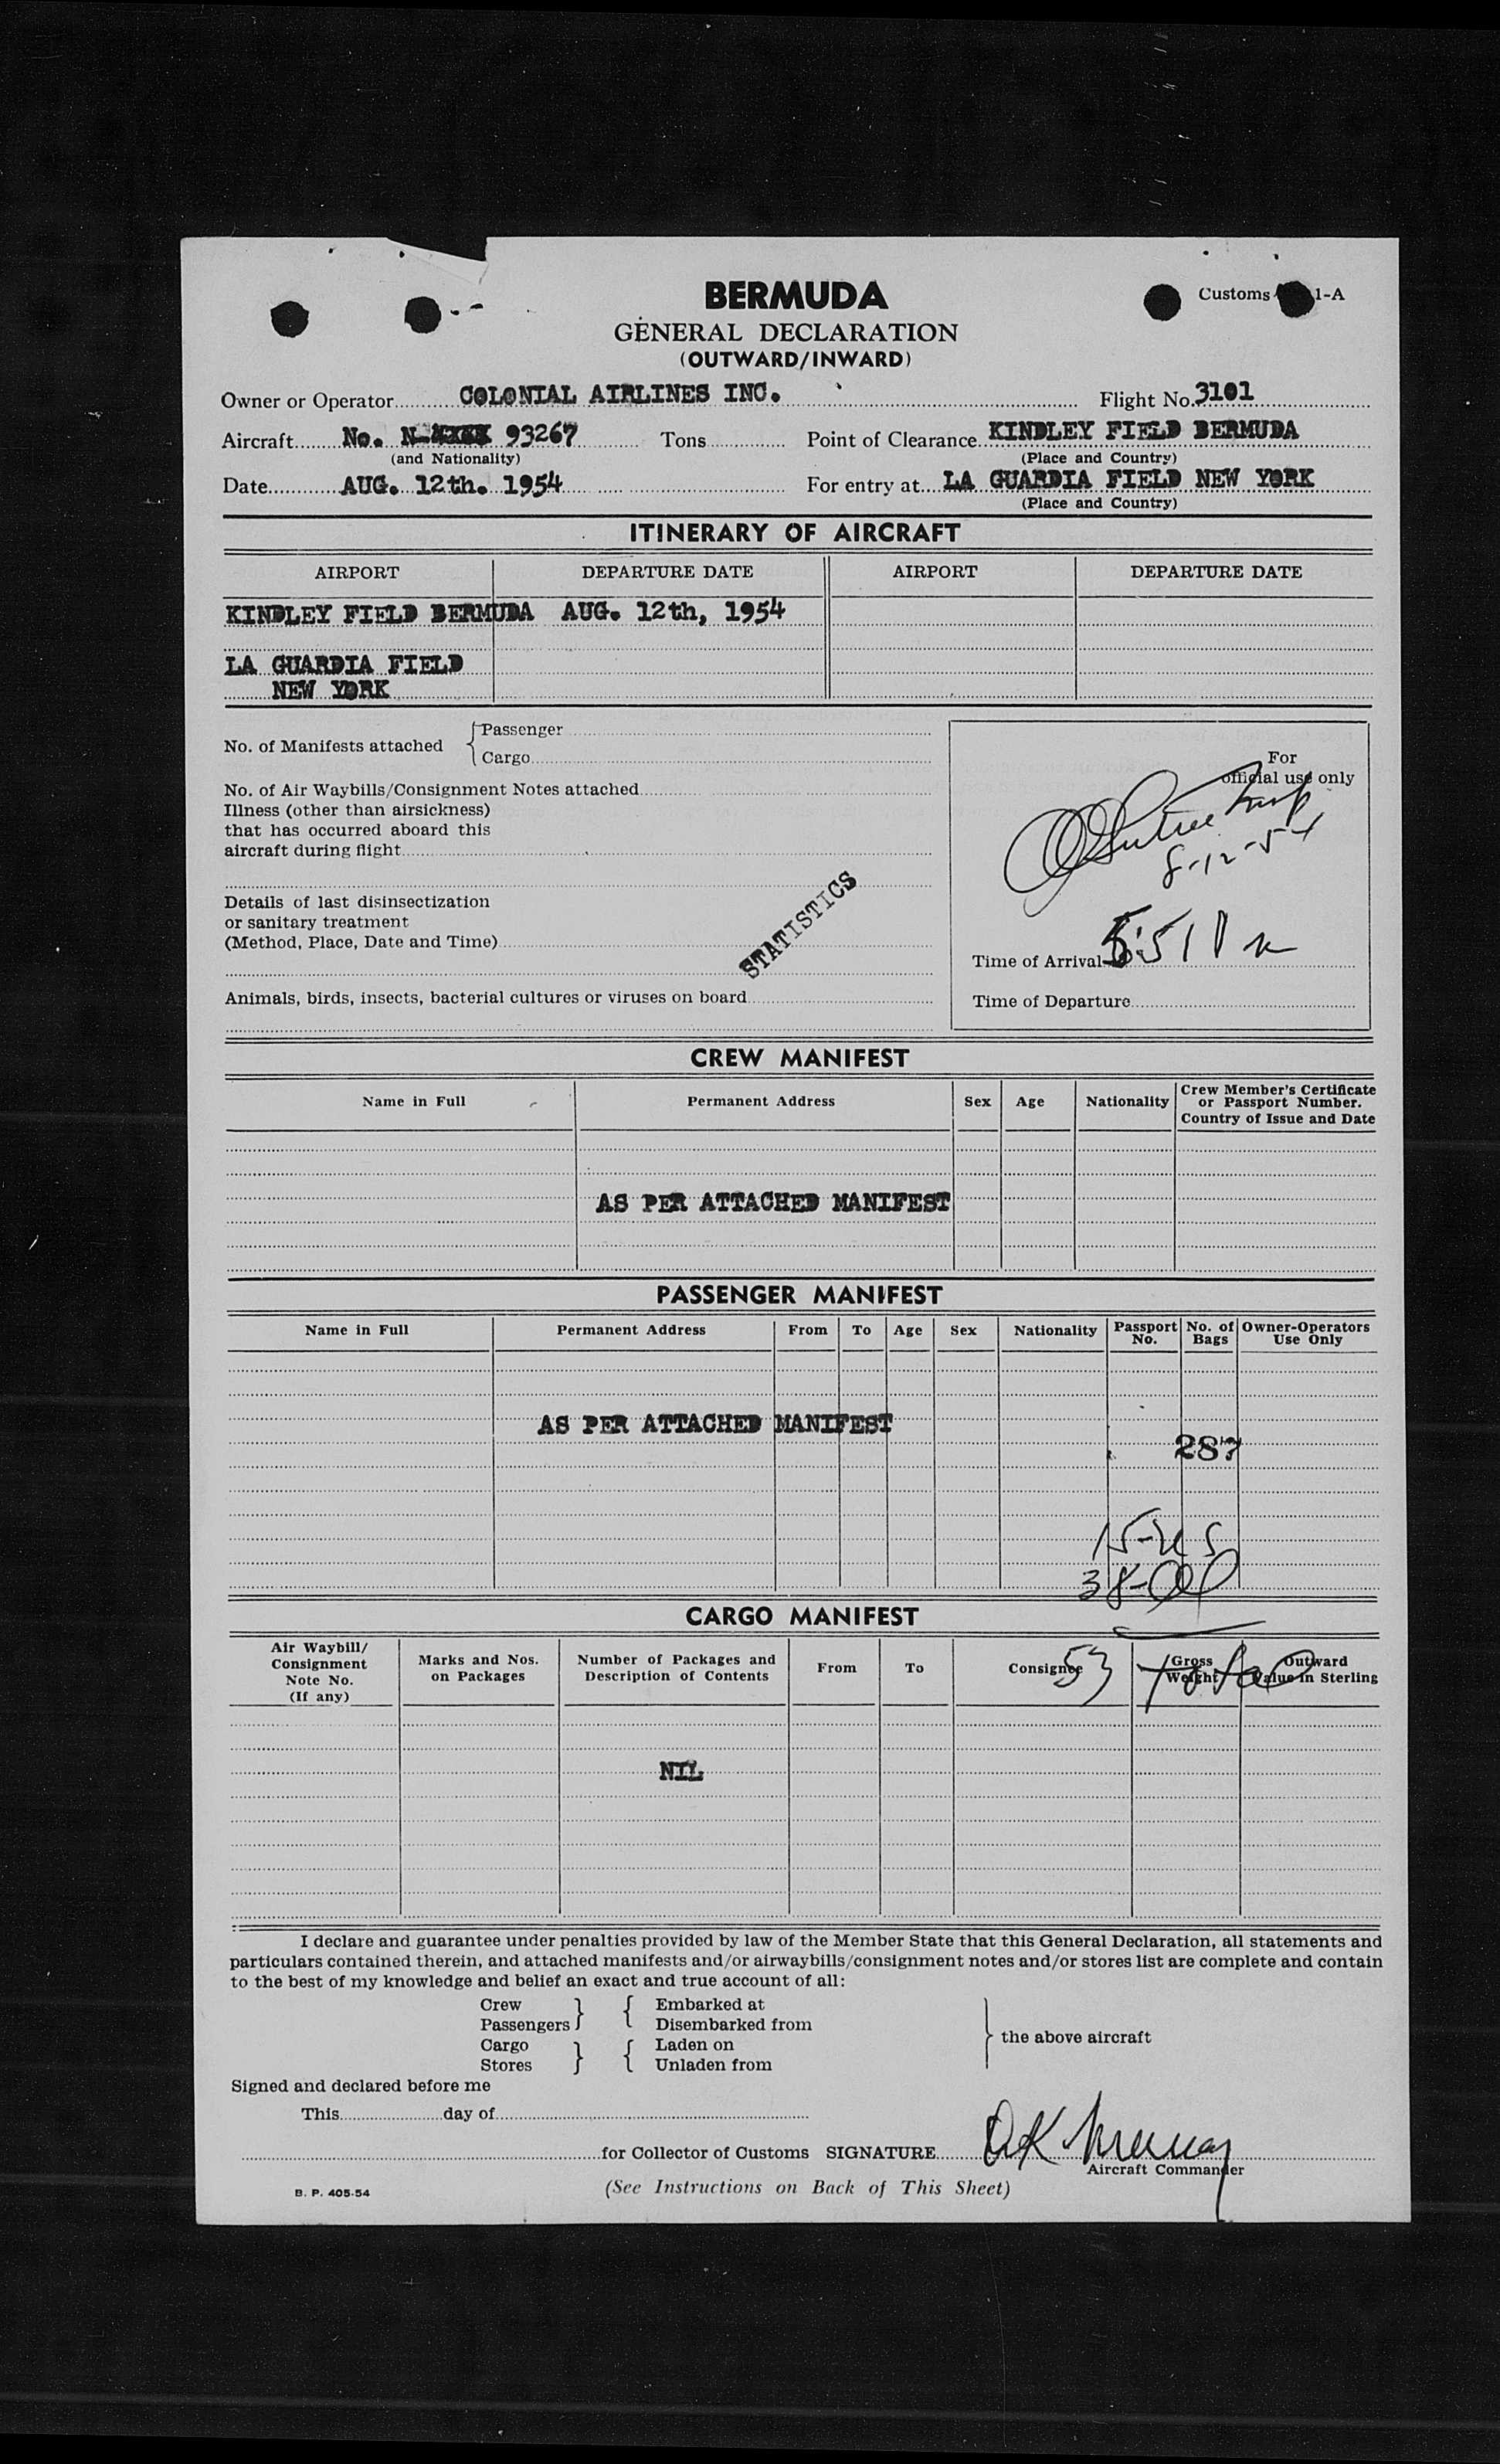 BERMUDA
GENERAL DECLARATION
(OUTWARD/INWARD)
Customs 1-A
Owner or Operator COLONIAL AIRLINES INC. Flight No. 3101
Aircraft No. N- 93267 Tons Point of Clearance KINDLEY FIELD BERMUDA
(and Nationality) (Place and Country)
Date AUG. 12th. 1954 For entry at LA GUARDIA FIELD NEW YORK
(Place and Country)
ITINERARY OF AIRCRAFT
AIRPORT DEPARTURE DATE AIRPORT DEPARTURE DATE
KINDLEY FIELD BERMUDA AUG. 12th, 1954
LA GUARDIA FIELD
NEW YORK
No. of Manifests attached { Passenger
Cargo
No. of Air Waybills/Consignment Notes attached
Illness (other than airsickness)
that has occurred aboard this
aircraft during flight
Details of last disinsectization
or sanitary treatment
(Method, Place, Date and Time)
STATISTICS
Animals, birds, insects, bacterial cultures or viruses on board
For
official use only
8-12-54
Time of Arrival 5:51 P m
Time of Departure
CREW MANIFEST
Name in Full Permanent Address Sex Age Nationality Crew Member's Certificate
or Passport Number.
Country of Issue and Date
AS PER ATTACHED MANIFEST
PASSENGER MANIFEST
Name in Full Permanent Address From To Age Sex Nationality Passport No. No. of Bags Owner-Operators Use Only
AS PER ATTACHED MANIFEST
287
15-US
38-
CARGO MANIFEST
53 total
Air Waybill/
Consignment
Note No.
(If any)
Marks and Nos.
on Packages
Number of Packages and
Description of Contents
From To Consignee
Gross
Weight
Outward
Value in Sterling
NIL
I declare and guarantee under penalties provided by law of the Member State that this General Declaration, all statements and
particulars contained therein, and attached manifests and/or airwaybills/consignment notes and/or stores list are complete and contain
to the best of my knowledge and belief an exact and true account of all:
Crew } { Embarked at
Passengers } { Disembarked from
Cargo } { Laden on
Stores } { Unladen from
} the above aircraft
Signed and declared before me
This day of
for Collector of Customs SIGNATURE OK Murray
Aircraft Commander
B. P. 405-54
(See Instructions on Back of This Sheet)